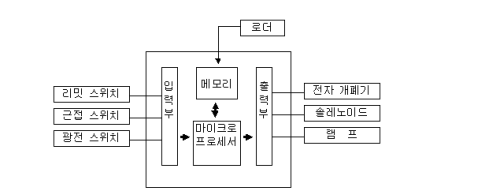 로더
입력부
메모리
출력부
리밋 스위치
근접 스위치
광전 스위치
마이크로
프로세서
전자 개폐기
솔레노이드
램 프